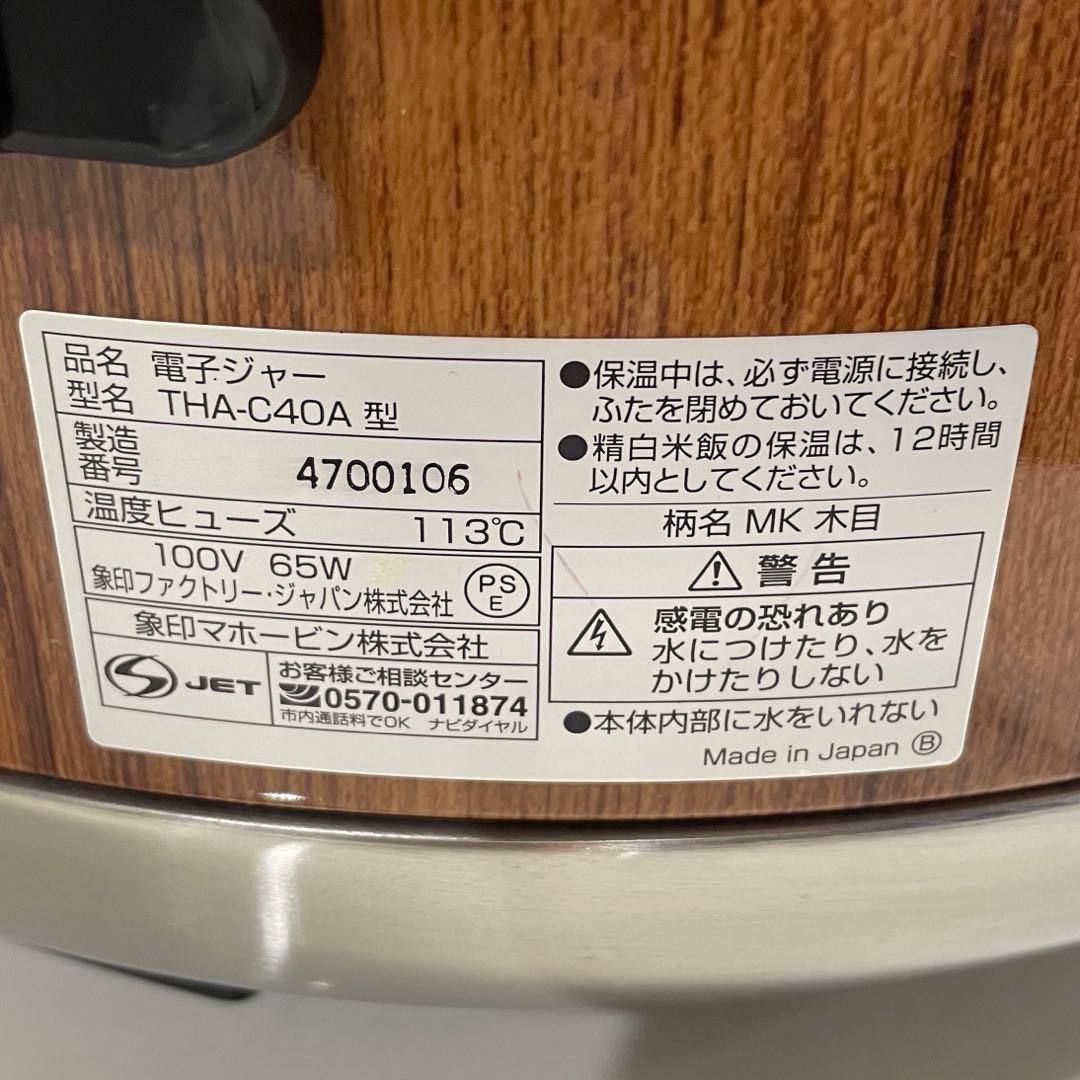 品名 電子ジャー
型名 THA-C40A 型
製造
番号 4700106
温度ヒューズ 113℃
100V 65W
象印ファクトリー・ジャパン株式会社
PS
E
象印マホービン株式会社
S JET
お客様ご相談センター
0570-011874
市内通話料でOK ナビダイヤル
●保温中は、必ず電源に接続し、
ふたを閉めておいてください。
●精白米飯の保温は、12時間
以内としてください。
柄名 MK 木目
警告
感電の恐れあり
水につけたり、水を
かけたりしない
●本体内部に水をいれない
Made in Japan Ⓑ